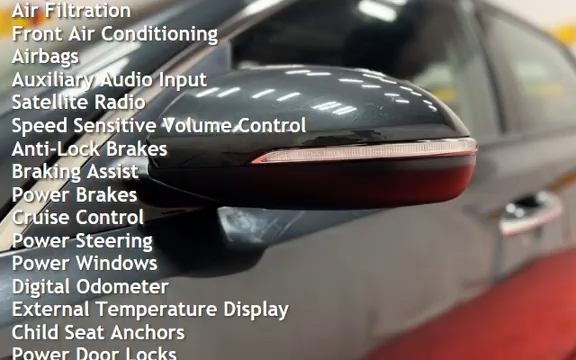 Air Filtration
Front Air Conditioning
Airbags
Auxiliary Audio Input
Satellite Radio
Speed Sensitive Volume Control
Anti-Lock Brakes
Braking Assist
Power Brakes
Cruise Control
Power Steering
Power Windows
Digital Odometer
External Temperature Display
Child Seat Anchors
Power Door Locks